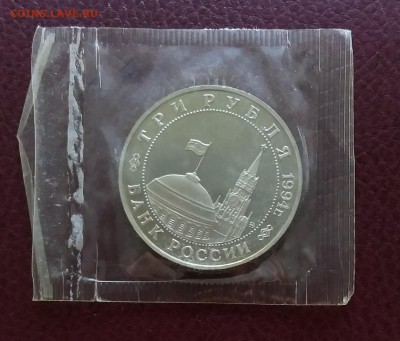 COINS.LAVE.RU
ТРИ РУБЛЯ
1994г.
БАНК РОССИИ